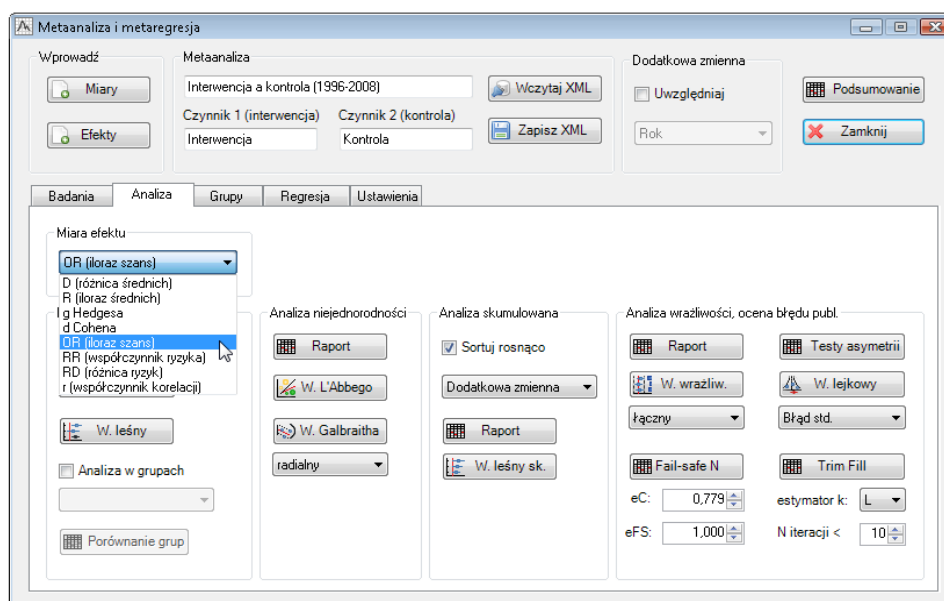 Metaanaliza i metaregresja
Wprowadź
Miary
Efekty
Metaanaliza
Interwencja a kontrola (1996-2008)
Czynnik 1 (interwencja) Czynnik 2 (kontrola)
Interwencja Kontrola
Wczytaj XML
Zapisz XML
Dodatkowa zmienna
Uwzględniaj
Rok
Podsumowanie
Zamknij
Badania Analiza Grupy Regresja Ustawienia
Miara efektu
OR (iloraz szans)
D (różnica średnich)
R (iloraz średnich)
g Hedgesa
d Cohena
OR (iloraz szans)
RR (współczynnik ryzyka)
RD (różnica ryzyk)
r (współczynnik korelacji)
W. leśny
Analiza w grupach
Porównanie grup
Analiza niejednorodności
Raport
W. L'Abbego
W. Galbraitha
radialny
Analiza skumulowana
Sortuj rosnąco
Dodatkowa zmienna
Raport
W. leśny sk.
Analiza wrażliwości, ocena błędu publ.
Raport Testy asymetrii
W. wrażliw. W. lejkowy
łączny Błąd std.
Fail-safe N Trim Fill
eC: 0,779 estymator k: L
eFS: 1,000 N iteracji < 10